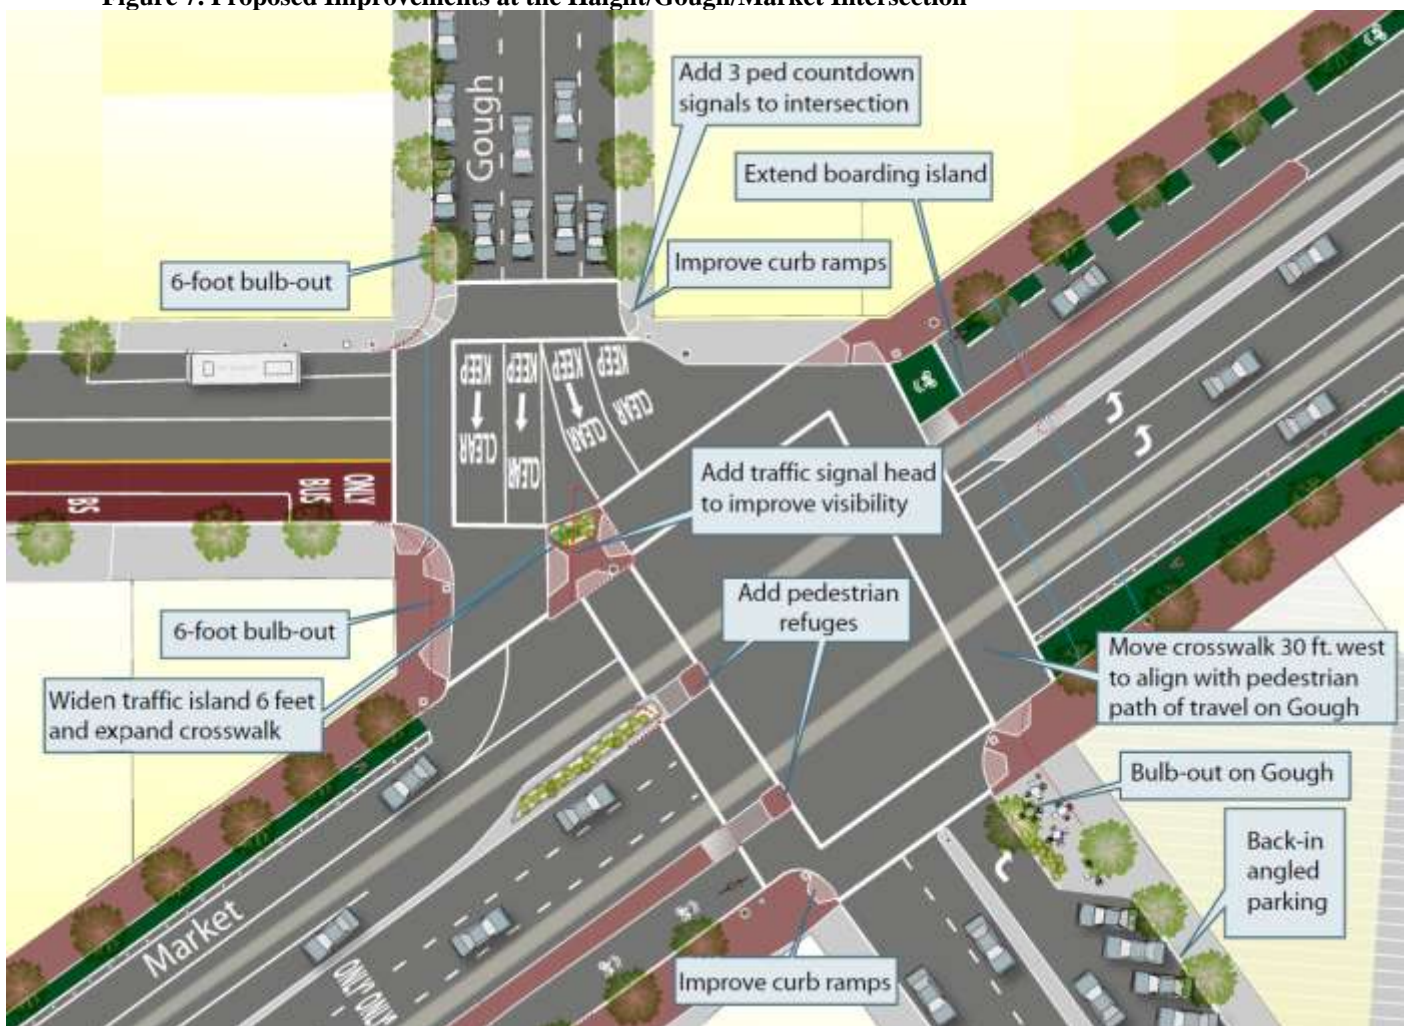 Figure 7. Proposed Improvements at the Haight/Gough/Market Intersection
Gough
Add 3 ped countdown
signals to intersection
Extend boarding island
Improve curb ramps
6-foot bulb-out
KEEP
CLEAR
KEEP
CLEAR
KEEP
CLEAR
KEEP
CLEAR
ONLY
BUS
BS
Add traffic signal head
to improve visibility
Add pedestrian
refuges
6-foot bulb-out
Widen traffic island 6 feet
and expand crosswalk
Move crosswalk 30 ft. west
to align with pedestrian
path of travel on Gough
Bulb-out on Gough
Back-in
angled
parking
Market
ONLY ONLY
Improve curb ramps